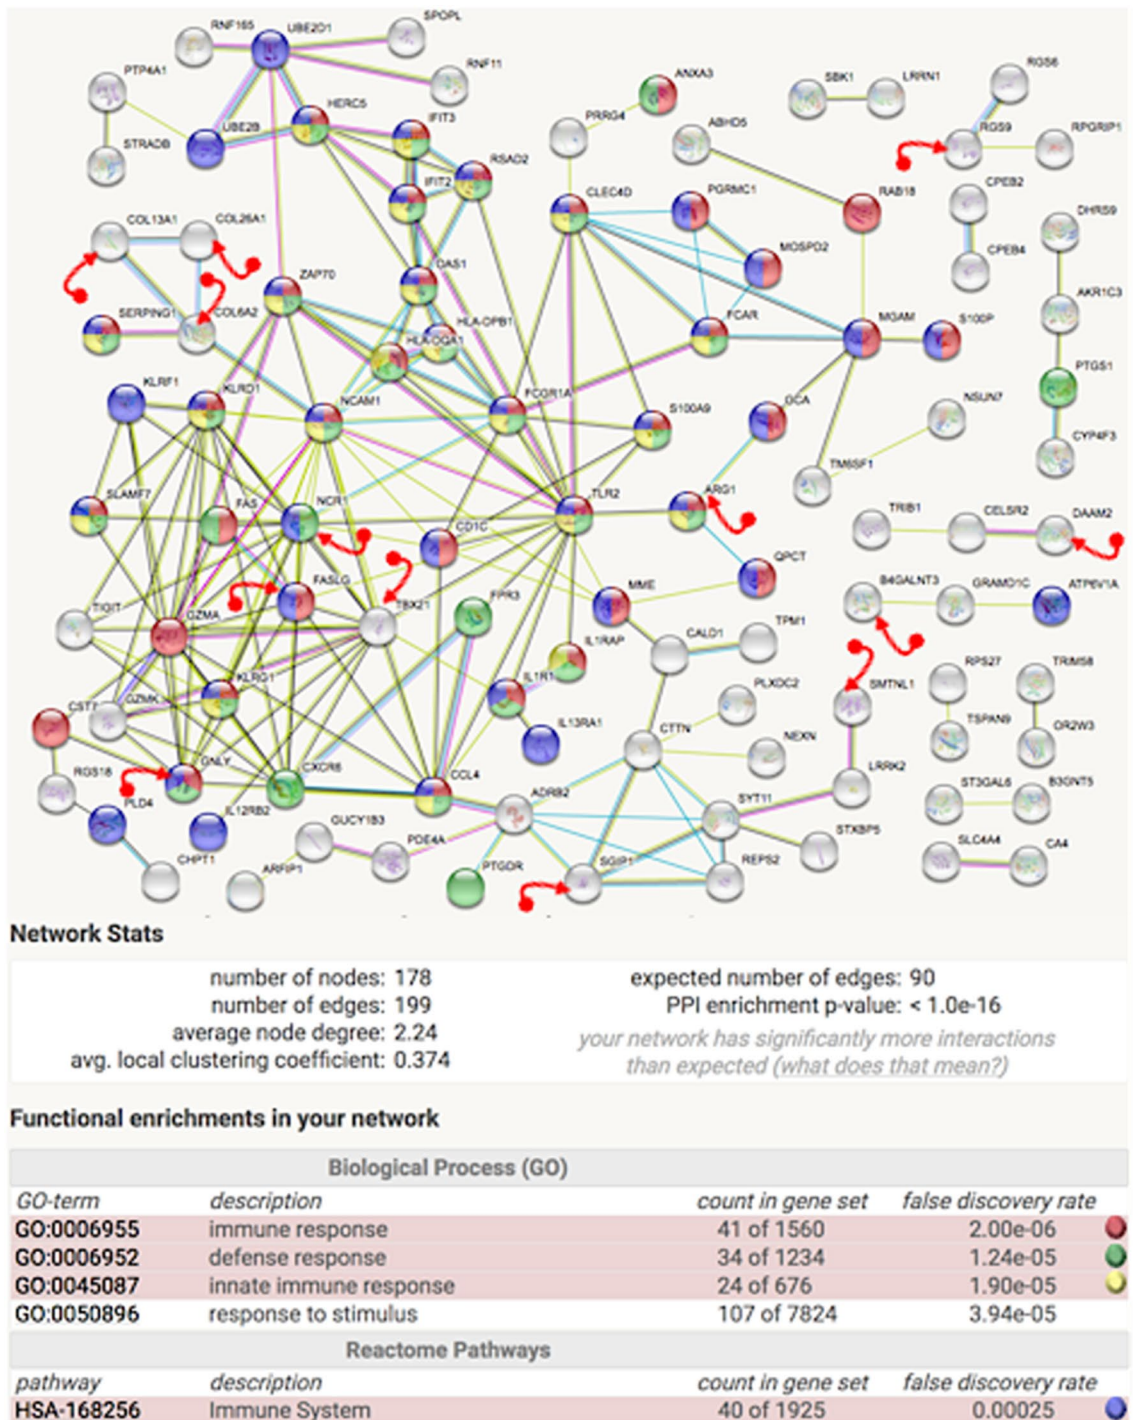 RNF165
UBE2D1
SPOPL
PTP4A1
RNF11
HERC5
IFIT3
UBE2B
STRADB
RSAD2
IFIT2
ANXA3
PRRG4
ABHD5
SBK1
LRRN1
RGS6
RGS9
RPGRIP1
CLEC4D
PGRMC1
RAB18
CPEB2
MOSPD2
DHRS9
CPEB4
COL13A1
COL26A1
OAS1
ZAP70
SERPING1
COL6A2
HLA-DPB1
HLA-DQA1
FCAR
MGAM
S100P
AKR1C3
PTGS1
KLRF1
KLRD1
NCAM1
FCGR1A
S100A9
GCA
NSUN7
CYP4F3
TM6SF1
SLAMF7
FAS
NCR1
TLR2
ARG1
TRIB1
CELSR2
DAAM2
CD1C
QPCT
FASLG
MME
B4GALNT3
GRAMD1C
ATP6V1A
TIGIT
GZMA
TBX21
FPR3
CALD1
TPM1
IL1RAP
KLRG1
IL1R1
PLXDC2
SMTNL1
RPS27
TRIM58
CST7
GZMK
IL13RA1
CTTN
NEXN
TSPAN9
OR2W3
GNLY
CXCR6
CCL4
RGS18
LRRK2
PLD4
IL12RB2
ADRB2
SYT11
ST3GAL6
B3GNT5
GUCY1B3
PDE4A
STXBP5
CHPT1
ARFIP1
PTGDR
SGIP1
REPS2
SLC4A4
CA4
Network Stats
number of nodes: 178 expected number of edges: 90
number of edges: 199 PPI enrichment p-value: < 1.0e-16
average node degree: 2.24 your network has significantly more interactions
avg. local clustering coefficient: 0.374 than expected (what does that mean?)
Functional enrichments in your network
Biological Process (GO)
GO-term description count in gene set false discovery rate
GO:0006955 immune response 41 of 1560 2.00e-06
GO:0006952 defense response 34 of 1234 1.24e-05
GO:0045087 innate immune response 24 of 676 1.90e-05
GO:0050896 response to stimulus 107 of 7824 3.94e-05
Reactome Pathways
pathway description count in gene set false discovery rate
HSA-168256 Immune System 40 of 1925 0.00025